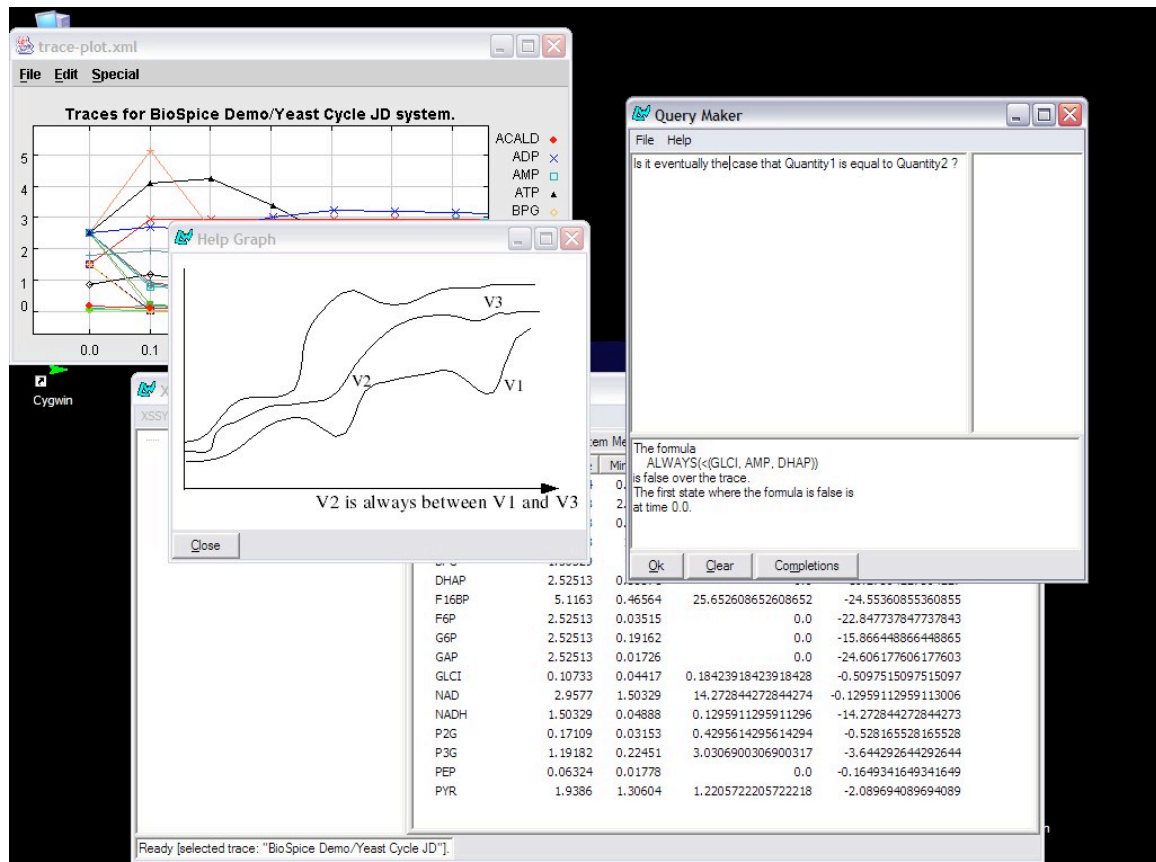 trace-plot.xml
File Edit Special
Traces for BioSpice Demo/Yeast Cycle JD system.
ACALD
ADP
AMP
ATP
BPG
5
4
3
2
1
0
0.0 0.1
Cygwin
Help Graph
V3
V2
V1
V2 is always between V1 and V3
Close
Query Maker
File Help
Is it eventually the case that Quantity1 is equal to Quantity2 ?
The formula
ALWAYS(<(GLCI, AMP, DHAP))
is false over the trace.
The first state where the formula is false is
at time 0.0.
Ok Clear Completions
DHAP 2.52513
F16BP 5.1163 0.46564 25.652608652608652 -24.55360855360855
F6P 2.52513 0.03515 0.0 -22.847737847737843
G6P 2.52513 0.19162 0.0 -15.866448866448865
GAP 2.52513 0.01726 0.0 -24.606177606177603
GLCI 0.10733 0.04417 0.18423918423918428 -0.5097515097515097
NAD 2.9577 1.50329 14.272844272844274 -0.12959112959113006
NADH 1.50329 0.04888 0.1295911295911296 -14.272844272844273
P2G 0.17109 0.03153 0.4295614295614294 -0.528165528165528
P3G 1.19182 0.22451 3.0306900306900317 -3.644292644292644
PEP 0.06324 0.01778 0.0 -0.1649341649341649
PYR 1.9386 1.30604 1.2205722205722218 -2.089694089694089
Ready [selected trace: "BioSpice Demo/Yeast Cycle JD"].